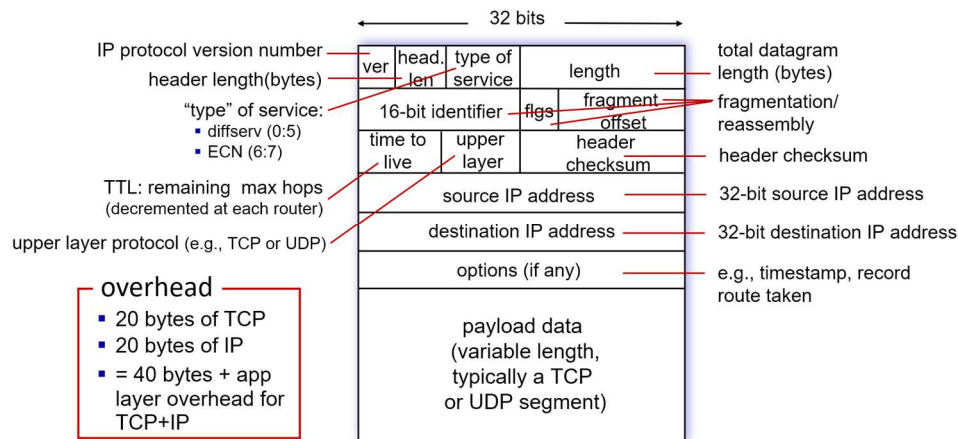 32 bits
IP protocol version number
header length(bytes)
“type” of service:
▪ diffserv (0:5)
▪ ECN (6:7)
TTL: remaining max hops
(decremented at each router)
upper layer protocol (e.g., TCP or UDP)
overhead
▪ 20 bytes of TCP
▪ 20 bytes of IP
▪ = 40 bytes + app
layer overhead for
TCP+IP
ver
head.
len
type of
service
length
16-bit identifier
flgs
fragment
offset
time to
live
upper
layer
header
checksum
source IP address
destination IP address
options (if any)
payload data
(variable length,
typically a TCP
or UDP segment)
total datagram
length (bytes)
fragmentation/
reassembly
header checksum
32-bit source IP address
32-bit destination IP address
e.g., timestamp, record
route taken